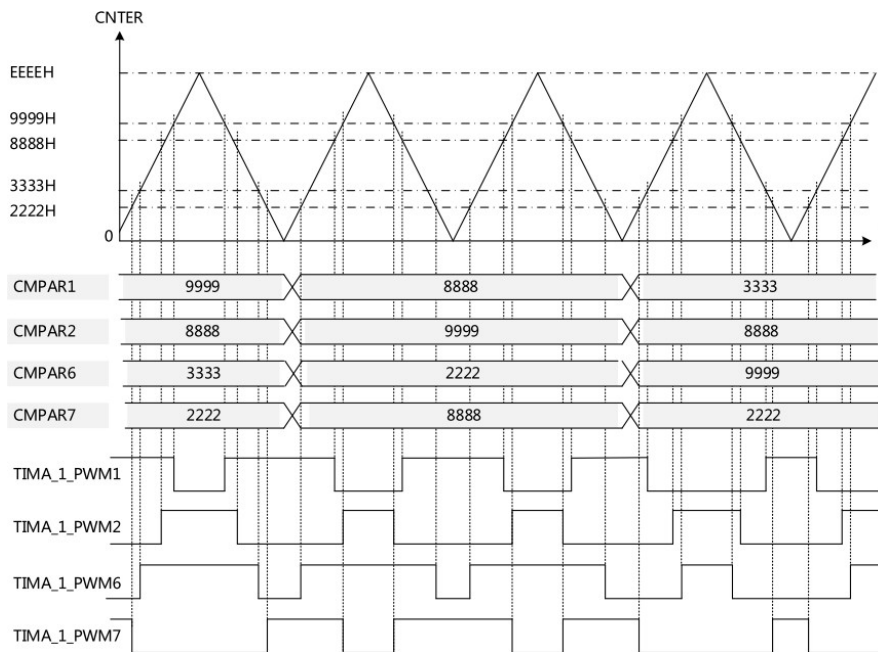 CNTER
EEEEH
9999H
8888H
3333H
2222H
0
CMPAR1 9999 8888 3333
CMPAR2 8888 9999 8888
CMPAR6 3333 2222 9999
CMPAR7 2222 8888 2222
TIMA_1_PWM1
TIMA_1_PWM2
TIMA_1_PWM6
TIMA_1_PWM7